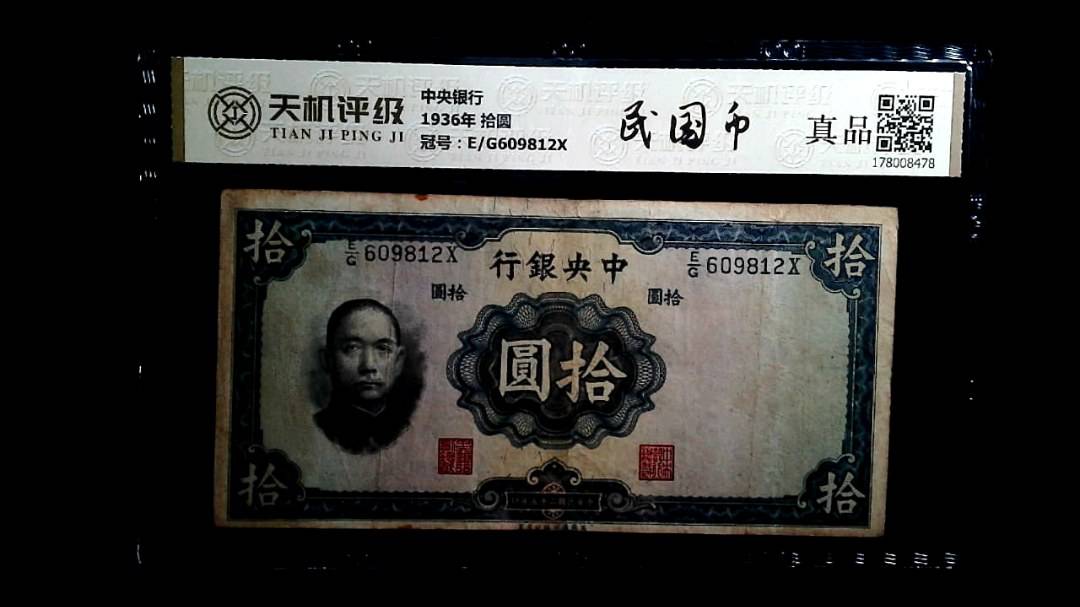 天机评级
TIAN JI PING JI
中央银行
1936年 拾圆
冠号：E/G609812X
民国币
真品
178008478
拾
E/G 609812X
行銀央中
E/G 609812X
拾
圓拾
圓拾
圓拾
拾
拾